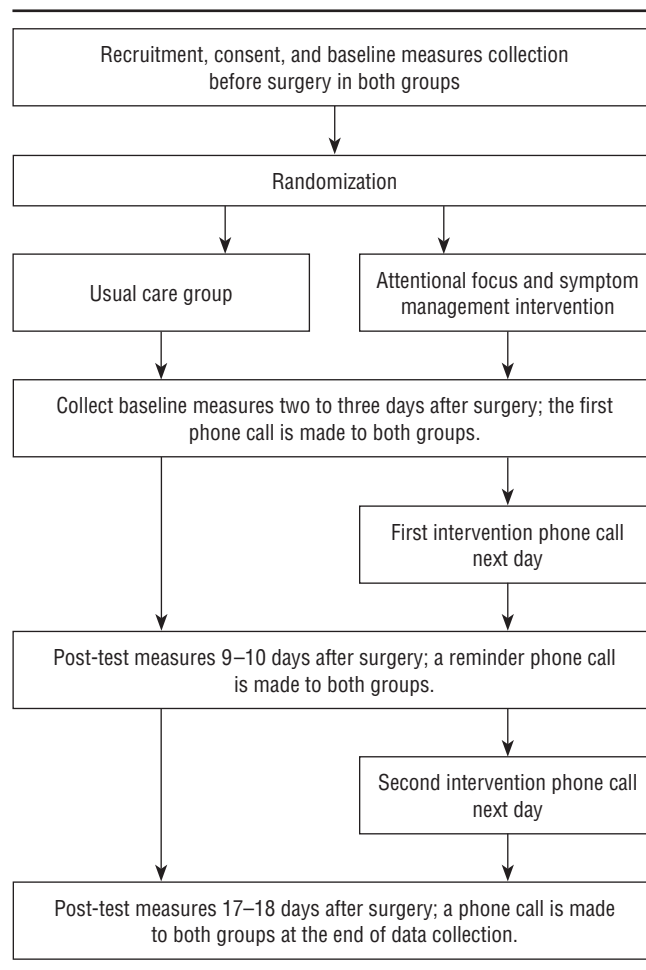 Recruitment, consent, and baseline measures collection
before surgery in both groups
Randomization
Usual care group
Attentional focus and symptom
management intervention
Collect baseline measures two to three days after surgery; the first
phone call is made to both groups.
First intervention phone call
next day
Post-test measures 9–10 days after surgery; a reminder phone call
is made to both groups.
Second intervention phone call
next day
Post-test measures 17–18 days after surgery; a phone call is made
to both groups at the end of data collection.